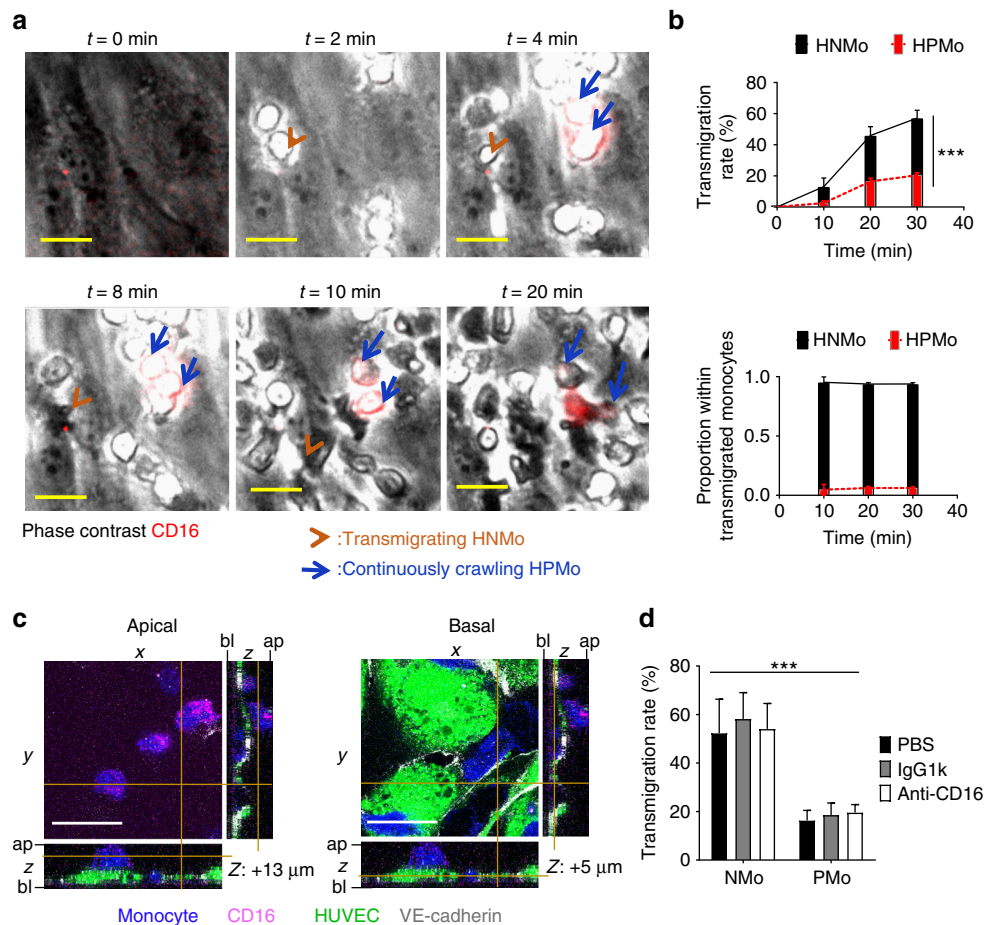 a
t = 0 min
t = 2 min
t = 4 min
t = 8 min
t = 10 min
t = 20 min
Phase contrast CD16
:Transmigrating HNMo
:Continuously crawling HPMo
b
HNMo HPMo
Transmigration
rate (%)
80
60
40
20
0
***
0 10 20 30 40
Time (min)
HNMo HPMo
Proportion within
transmigrated monocytes
1.0
0.5
0.0
0 10 20 30 40
Time (min)
c
Apical
x
bl z ap
y
ap
z
bl
Z: +13 μm
Basal
x
bl z ap
y
ap
z
bl
Z: +5 μm
Monocyte CD16 HUVEC VE-cadherin
d
Transmigration rate (%)
80
60
40
20
0
***
PBS
IgG1k
Anti-CD16
NMo PMo